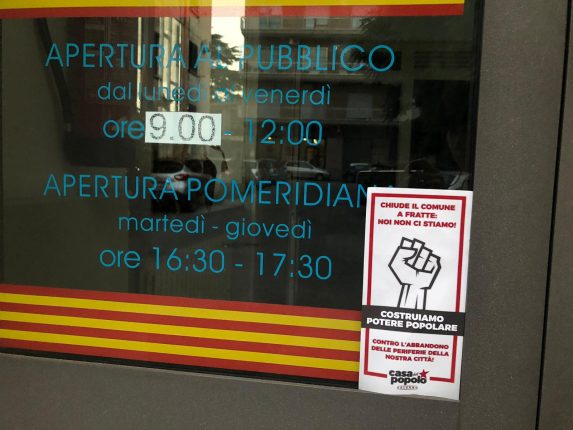 APERTURA AL PUBBLICO
dal lunedì a venerdì
ore 9.00 - 12:00
APERTURA POMERIDIANA
martedì - giovedì
ore 16:30 - 17:30
CHIUDE IL COMUNE
A FRATTE:
NOI NON CI STIAMO!
COSTRUIAMO
POTERE POPOLARE
CONTRO L'ABBANDONO
DELLE PERIFERIE DELLA
NOSTRA CITTÀ!
casa del
popolo
SALERNO